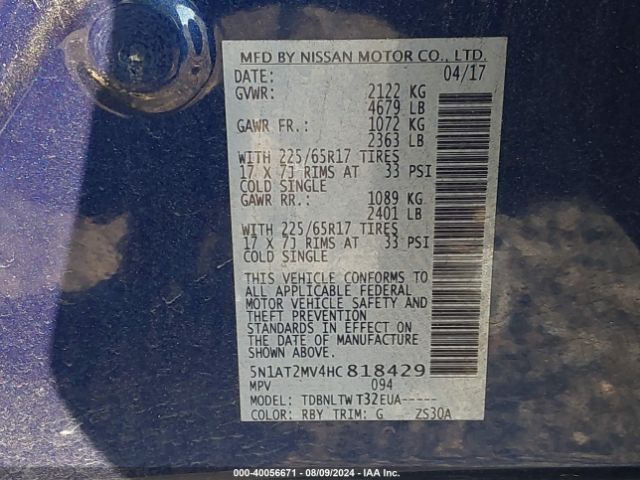 MFD BY NISSAN MOTOR CO., LTD.
DATE: 04/17
GVWR: 2122 KG
4679 LB
GAWR FR.: 1072 KG
2363 LB
WITH 225/65R17 TIRES
17 X 7J RIMS AT 33 PSI
COLD SINGLE
GAWR RR.: 1089 KG
2401 LB
WITH 225/65R17 TIRES
17 X 7J RIMS AT 33 PSI
COLD SINGLE
THIS VEHICLE CONFORMS TO
ALL APPLICABLE FEDERAL
MOTOR VEHICLE SAFETY AND
THEFT PREVENTION
STANDARDS IN EFFECT ON
THE DATE OF MANUFACTURE
SHOWN ABOVE.
5N1AT2MV4HC818429
MPV 094
MODEL: TDBNLTW T32EUA-----
COLOR: RBY TRIM: G ZS30A
000-40056671 - 08/09/2024 - IAA Inc.